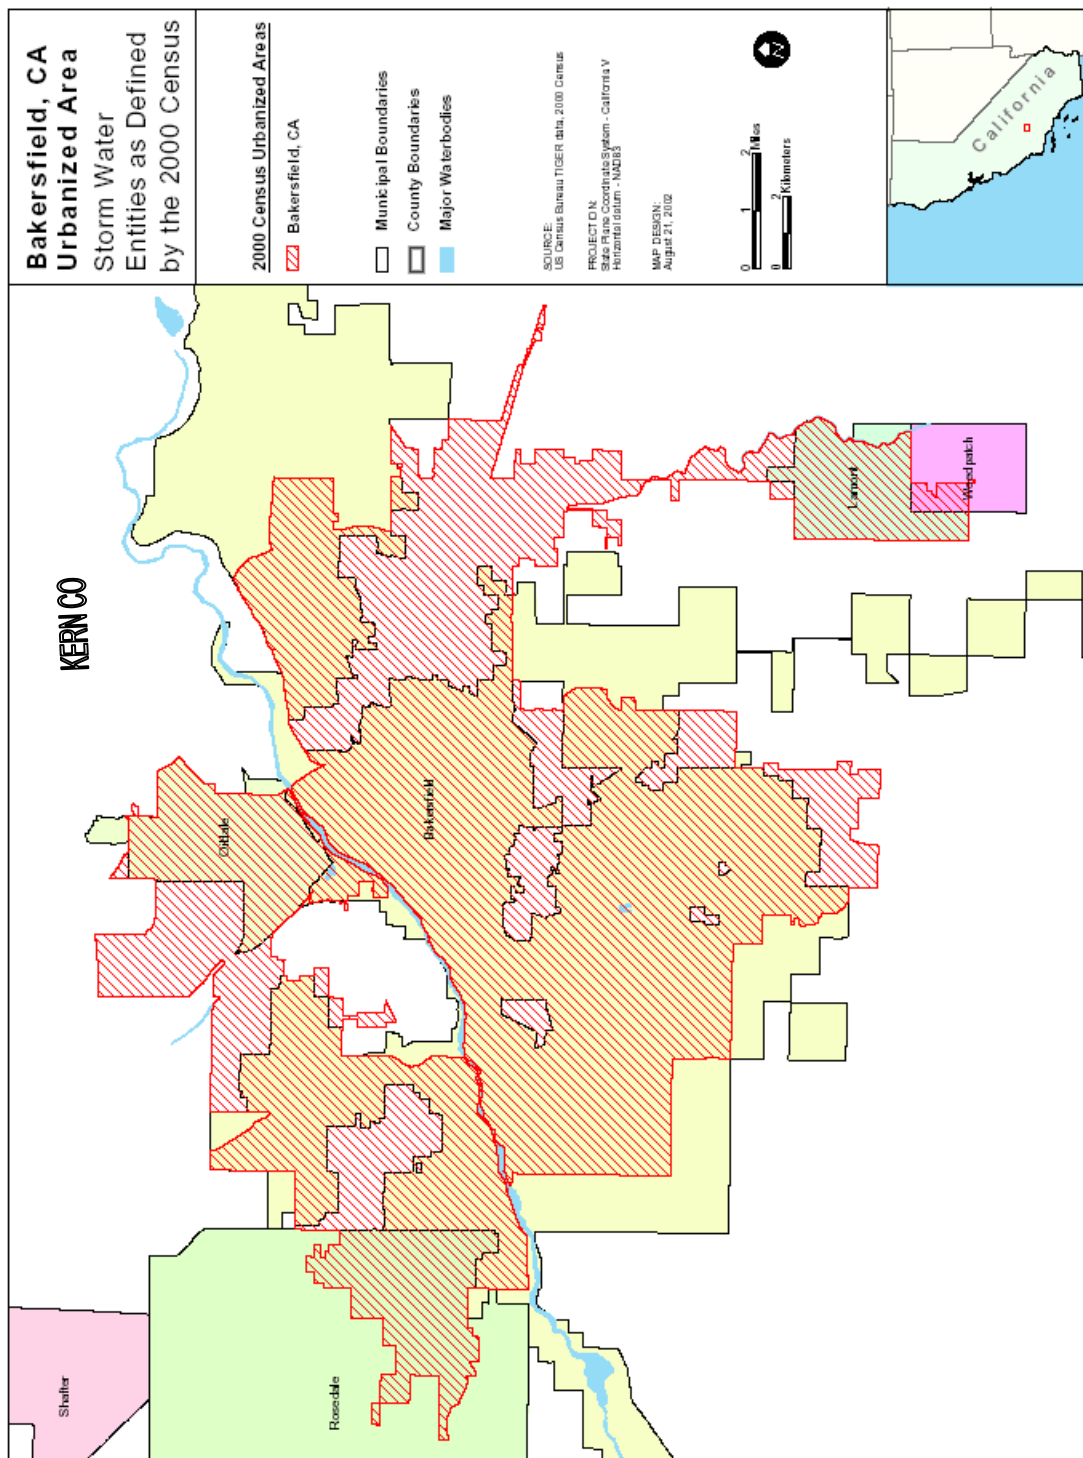 Bakersfield, CA
Urbanized Area
Storm Water
Entities as Defined
by the 2000 Census
2000 Census Urbanized Areas
Bakersfield, CA
Municipal Boundaries
County Boundaries
Major Waterbodies
SOURCE:
US Census Bureau TIGER data, 2000 Census
PROJECTION:
State Plane Coordinate System - California V
Horizontal datum - NAD83
MAP DESIGN:
August 21, 2002
0 1 2 Miles
0 2 Kilometers
N
California
KERN CO
Shafter
Rosedale
Oildale
Bakersfield
Lamont
Weedpatch